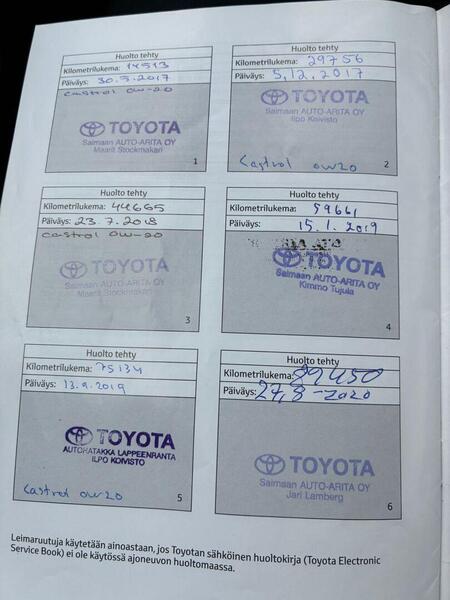 Huolto tehty
Kilometrilukema: 14513
Päiväys: 30.5.2017
Castrol 0W-20
TOYOTA
Saimaan AUTO-ARITA OY
Maarit Stockmakari
1
Huolto tehty
Kilometrilukema: 29756
Päiväys: 5.12.2017
TOYOTA
Saimaan AUTO-ARITA OY
Ilpo Koivisto
Castrol 0W20
2
Huolto tehty
Kilometrilukema: 44665
Päiväys: 23.7.2018
Castrol 0W-20
TOYOTA
Saimaan AUTO-ARITA OY
Maarit Stockmakari
3
Huolto tehty
Kilometrilukema: 59661
Päiväys: 15.1.2019
TOYOTA
Saimaan AUTO-ARITA OY
Kimmo Tujula
4
Huolto tehty
Kilometrilukema: 75134
Päiväys: 13.9.2019
TOYOTA
AUTOHATAKKA LAPPEENRANTA
ILPO KOIVISTO
Castrol 0W20
5
Huolto tehty
Kilometrilukema: 89450
Päiväys: 27,8-2020
TOYOTA
Saimaan AUTO-ARITA OY
Jari Lamberg
6
Leimaruutuja käytetään ainoastaan, jos Toyotan sähköinen huoltokirja (Toyota Electronic
Service Book) ei ole käytössä ajoneuvon huoltomaassa.